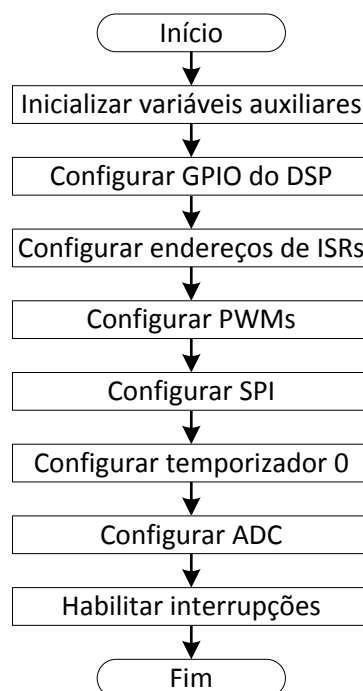 Início
Inicializar variáveis auxiliares
Configurar GPIO do DSP
Configurar endereços de ISRs
Configurar PWMs
Configurar SPI
Configurar temporizador 0
Configurar ADC
Habilitar interrupções
Fim